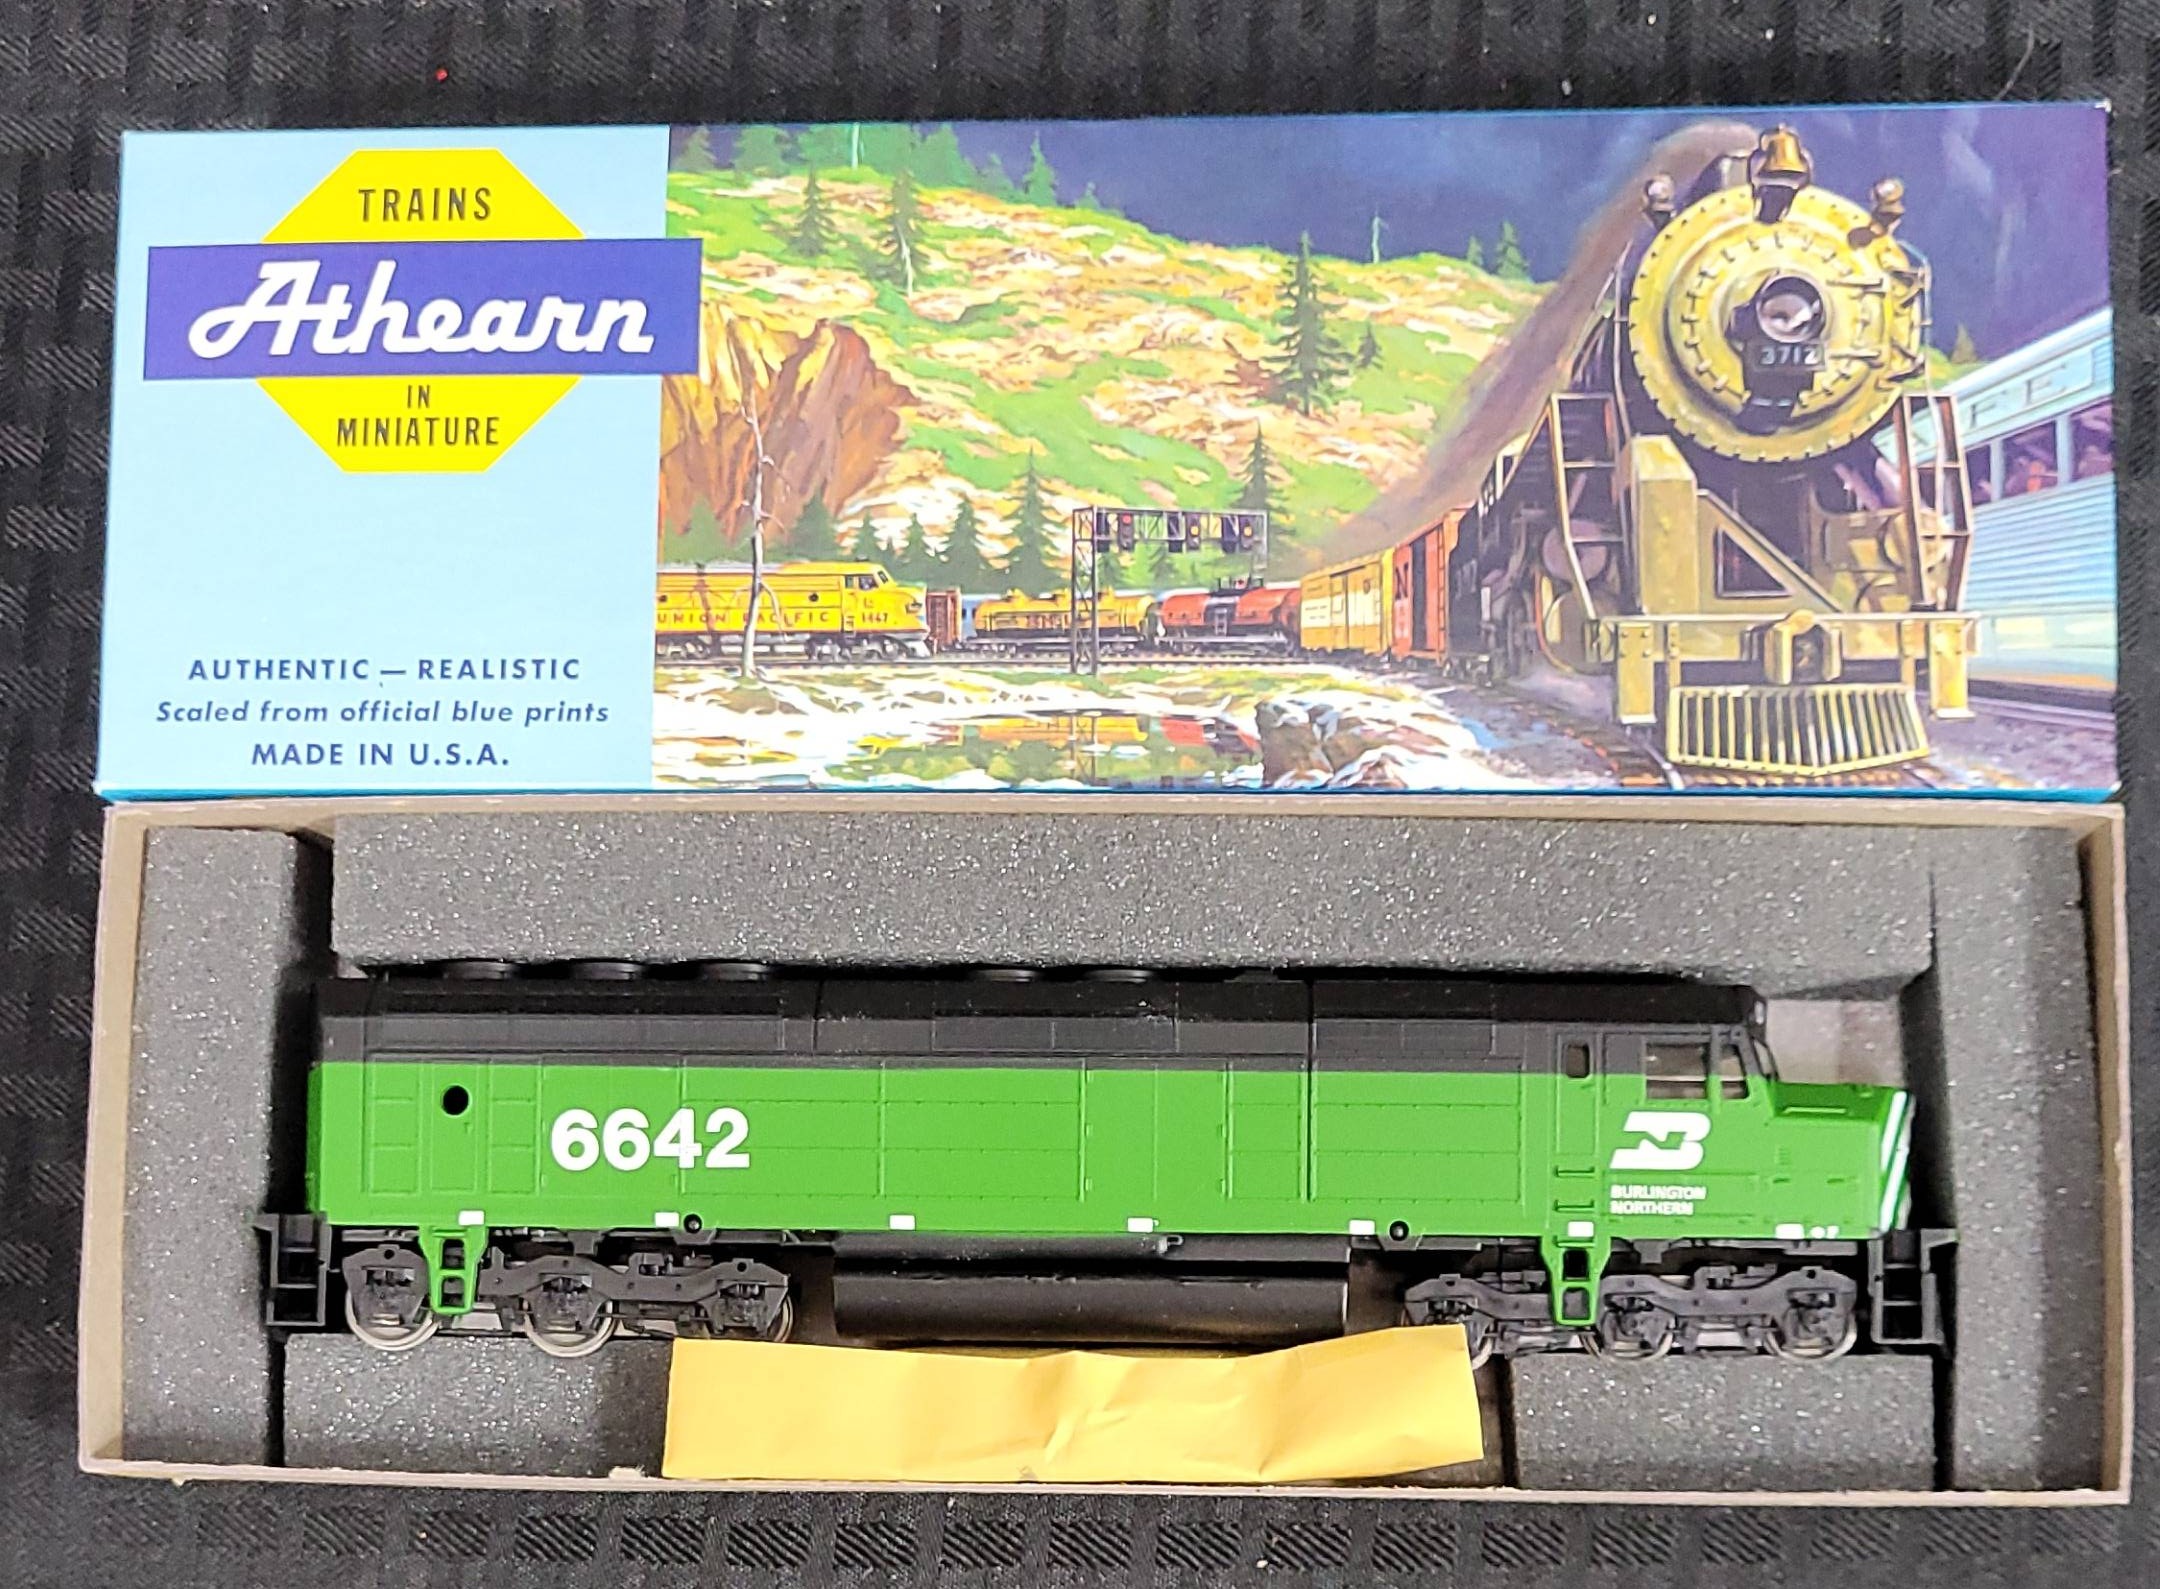 TRAINS
Athearn
IN
MINIATURE
AUTHENTIC — REALISTIC
Scaled from official blue prints
MADE IN U.S.A.
UNION PACIFIC 1467
3712
6642
BURLINGTON
NORTHERN